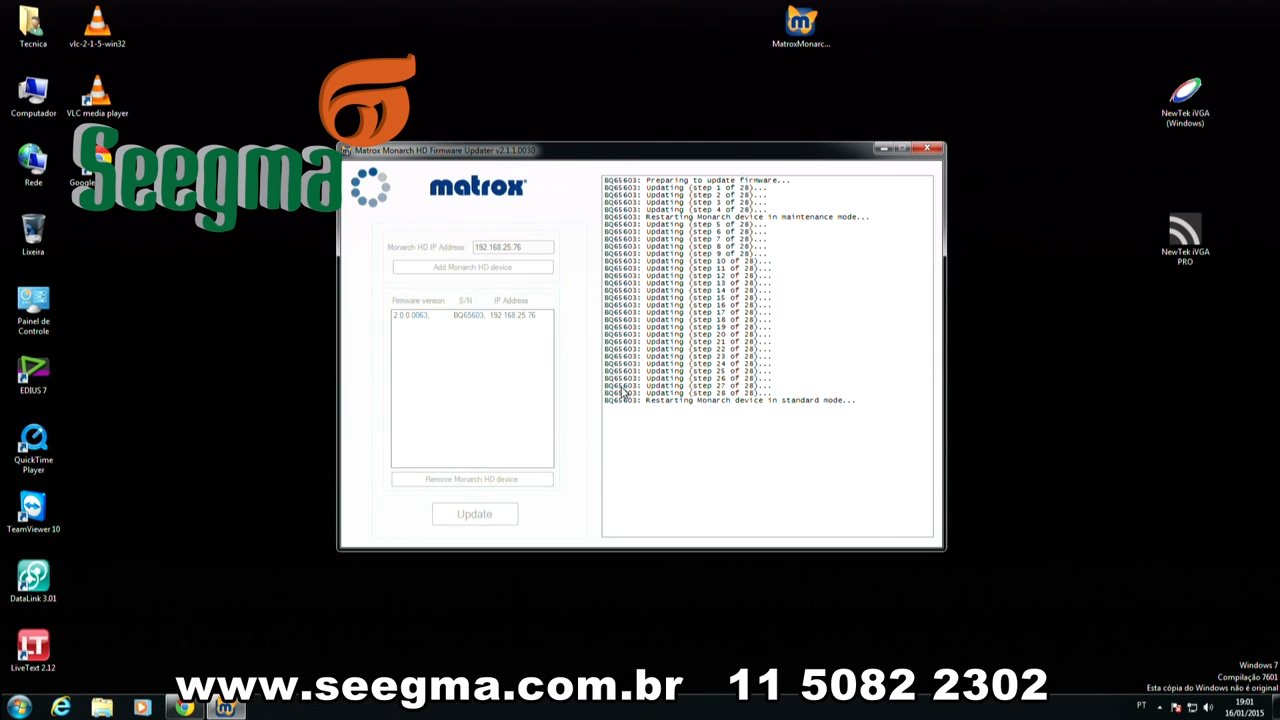 Tecnica
vlc-2-1-5-win32
MatroxMonarc...
Computador
VLC media player
NewTek iVGA
(Windows)
Seegma
Matrox Monarch HD Firmware Updater v2.1.1.0030
Rede
Google
matrox
Monarch HD IP Address:
192.168.25.76
Add Monarch HD device
Firmware version
S/N
IP Address
2.0.0.0063,
BQ65603,
192.168.25.76
Remove Monarch HD device
Update
BQ65603: Preparing to update firmware...
BQ65603: Updating (step 1 of 28)...
BQ65603: Updating (step 2 of 28)...
BQ65603: Updating (step 3 of 28)...
BQ65603: Updating (step 4 of 28)...
BQ65603: Restarting Monarch device in maintenance mode...
BQ65603: Updating (step 5 of 28)...
BQ65603: Updating (step 6 of 28)...
BQ65603: Updating (step 7 of 28)...
BQ65603: Updating (step 8 of 28)...
BQ65603: Updating (step 9 of 28)...
BQ65603: Updating (step 10 of 28)...
BQ65603: Updating (step 11 of 28)...
BQ65603: Updating (step 12 of 28)...
BQ65603: Updating (step 13 of 28)...
BQ65603: Updating (step 14 of 28)...
BQ65603: Updating (step 15 of 28)...
BQ65603: Updating (step 16 of 28)...
BQ65603: Updating (step 17 of 28)...
BQ65603: Updating (step 18 of 28)...
BQ65603: Updating (step 19 of 28)...
BQ65603: Updating (step 20 of 28)...
BQ65603: Updating (step 21 of 28)...
BQ65603: Updating (step 22 of 28)...
BQ65603: Updating (step 23 of 28)...
BQ65603: Updating (step 24 of 28)...
BQ65603: Updating (step 25 of 28)...
BQ65603: Updating (step 26 of 28)...
BQ65603: Updating (step 27 of 28)...
BQ65603: Updating (step 28 of 28)...
BQ65603: Restarting Monarch device in standard mode...
Lixeira
NewTek iVGA
PRO
Painel de
Controle
EDIUS 7
QuickTime
Player
TeamViewer 10
DataLink 3.01
LT
LiveText 2.12
www.seegma.com.br 11 5082 2302
Windows 7
Compilação 7601
Esta cópia do Windows não é original
PT
19:01
16/01/2015